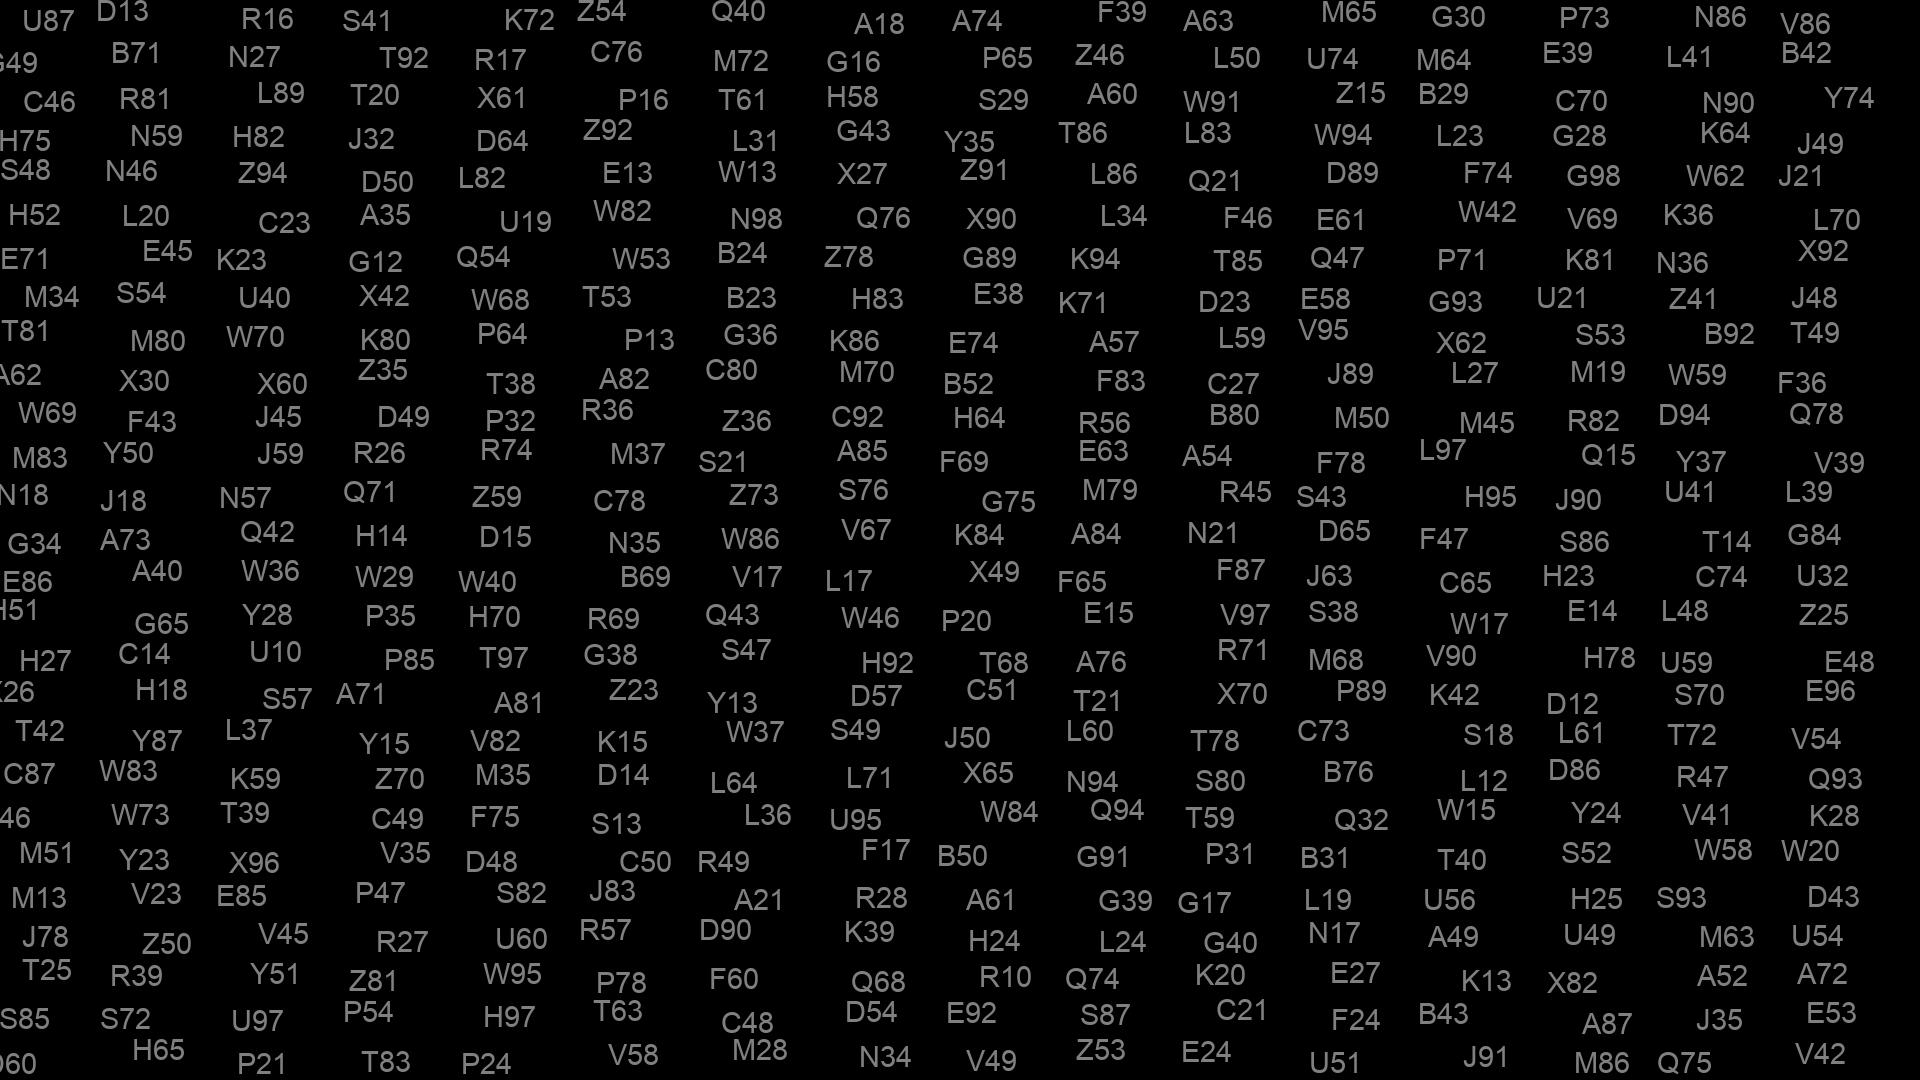 U87 D13 R16 S41 K72 Z54 Q40 A18 A74 F39 A63 M65 G30 P73 N86 V86
G49 B71 N27 T92 R17 C76 M72 G16 P65 Z46 L50 U74 M64 E39 L41 B42
C46 R81 L89 T20 X61 P16 T61 H58 S29 A60 W91 Z15 B29 C70 N90 Y74
H75 N59 H82 J32 D64 Z92 L31 G43 Y35 T86 L83 W94 L23 G28 K64 J49
S48 N46 Z94 D50 L82 E13 W13 X27 Z91 L86 Q21 D89 F74 G98 W62 J21
H52 L20 C23 A35 U19 W82 N98 Q76 X90 L34 F46 E61 W42 V69 K36 L70
E71 E45 K23 G12 Q54 W53 B24 Z78 G89 K94 T85 Q47 P71 K81 N36 X92
M34 S54 U40 X42 W68 T53 B23 H83 E38 K71 D23 E58 G93 U21 Z41 J48
T81 M80 W70 K80 P64 P13 G36 K86 E74 A57 L59 V95 X62 S53 B92 T49
A62 X30 X60 Z35 T38 A82 C80 M70 B52 F83 C27 J89 L27 M19 W59 F36
W69 F43 J45 D49 P32 R36 Z36 C92 H64 R56 B80 M50 M45 R82 D94 Q78
M83 Y50 J59 R26 R74 M37 S21 A85 F69 E63 A54 F78 L97 Q15 Y37 V39
N18 J18 N57 Q71 Z59 C78 Z73 S76 G75 M79 R45 S43 H95 J90 U41 L39
G34 A73 Q42 H14 D15 N35 W86 V67 K84 A84 N21 D65 F47 S86 T14 G84
E86 A40 W36 W29 W40 B69 V17 L17 X49 F65 F87 J63 C65 H23 C74 U32
H51 G65 Y28 P35 H70 R69 Q43 W46 P20 E15 V97 S38 W17 E14 L48 Z25
H27 C14 U10 P85 T97 G38 S47 H92 T68 A76 R71 M68 V90 H78 U59 E48
26 H18 S57 A71 A81 Z23 Y13 D57 C51 T21 X70 P89 K42 D12 S70 E96
T42 Y87 L37 Y15 V82 K15 W37 S49 J50 L60 T78 C73 S18 L61 T72 V54
C87 W83 K59 Z70 M35 D14 L64 L71 X65 N94 S80 B76 L12 D86 R47 Q93
46 W73 T39 C49 F75 S13 L36 U95 W84 Q94 T59 Q32 W15 Y24 V41 K28
M51 Y23 X96 V35 D48 C50 R49 F17 B50 G91 P31 B31 T40 S52 W58 W20
M13 V23 E85 P47 S82 J83 A21 R28 A61 G39 G17 L19 U56 H25 S93 D43
J78 Z50 V45 R27 U60 R57 D90 K39 H24 L24 G40 N17 A49 U49 M63 U54
T25 R39 Y51 Z81 W95 P78 F60 Q68 R10 Q74 K20 E27 K13 X82 A52 A72
S85 S72 U97 P54 H97 T63 C48 D54 E92 S87 C21 F24 B43 A87 J35 E53
60 H65 P21 T83 P24 V58 M28 N34 V49 Z53 E24 U51 J91 M86 Q75 V42